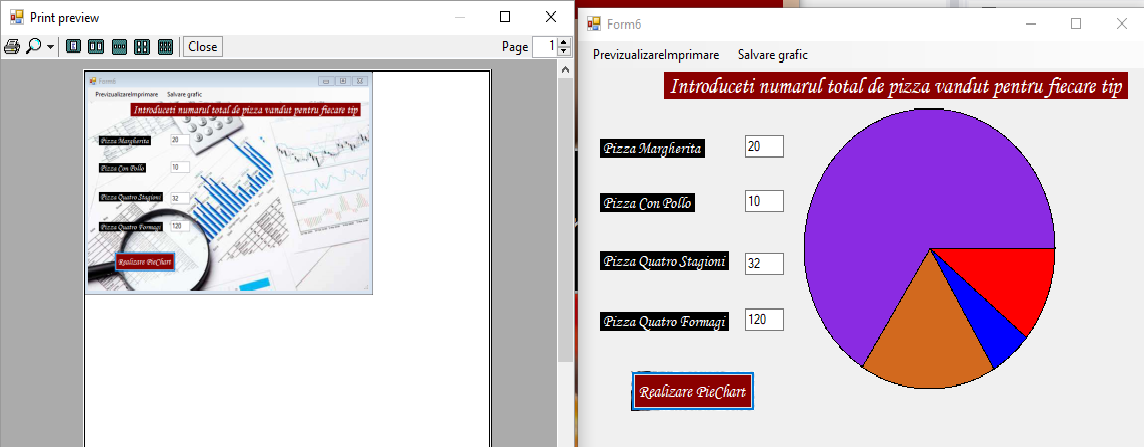 Print preview
Close
Page 1
Form6
PrevizualizareImprimare Salvare grafic
Introduceti numarul total de pizza vandut pentru fiecare tip
Pizza Margherita 20
Pizza Con Pollo 10
Pizza Quatro Stagioni 32
Pizza Quatro Formagi 120
Realizare PieChart
Form6
PrevizualizareImprimare Salvare grafic
Introduceti numarul total de pizza vandut pentru fiecare tip
Pizza Margherita 20
Pizza Con Pollo 10
Pizza Quatro Stagioni 32
Pizza Quatro Formagi 120
Realizare PieChart